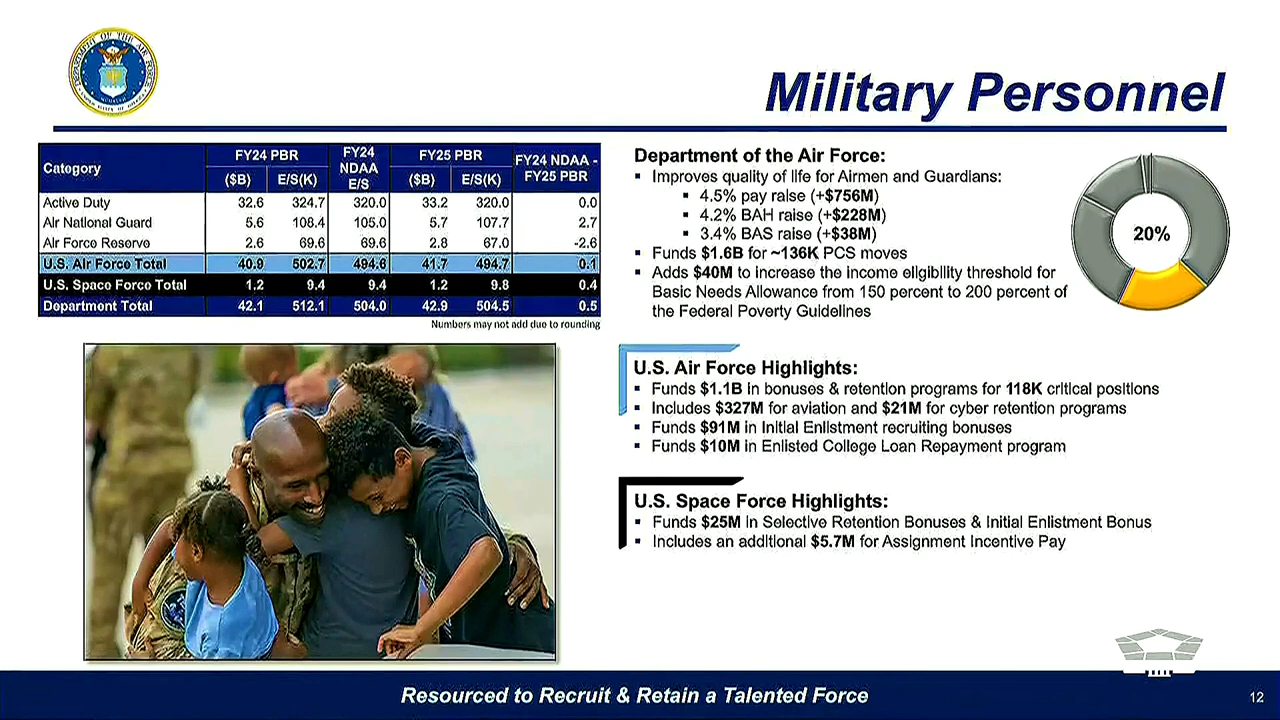 Military Personnel
Category FY24 PBR FY24 NDAA E/S FY25 PBR FY24 NDAA - FY25 PBR
($B) E/S(K) ($B) E/S(K)
Active Duty 32.6 324.7 320.0 33.2 320.0 0.0
Air National Guard 5.6 108.4 105.0 5.7 107.7 2.7
Air Force Reserve 2.6 69.6 69.6 2.8 67.0 -2.6
U.S. Air Force Total 40.9 502.7 494.6 41.7 494.7 0.1
U.S. Space Force Total 1.2 9.4 9.4 1.2 9.8 0.4
Department Total 42.1 512.1 504.0 42.9 504.5 0.5
Numbers may not add due to rounding
Department of the Air Force:
▪ Improves quality of life for Airmen and Guardians:
▪ 4.5% pay raise (+$756M)
▪ 4.2% BAH raise (+$228M)
▪ 3.4% BAS raise (+$38M)
▪ Funds $1.6B for ~136K PCS moves
▪ Adds $40M to increase the income eligibility threshold for
Basic Needs Allowance from 150 percent to 200 percent of
the Federal Poverty Guidelines
20%
U.S. Air Force Highlights:
▪ Funds $1.1B in bonuses & retention programs for 118K critical positions
▪ Includes $327M for aviation and $21M for cyber retention programs
▪ Funds $91M in Initial Enlistment recruiting bonuses
▪ Funds $10M in Enlisted College Loan Repayment program
U.S. Space Force Highlights:
▪ Funds $25M in Selective Retention Bonuses & Initial Enlistment Bonus
▪ Includes an additional $5.7M for Assignment Incentive Pay
Resourced to Recruit & Retain a Talented Force
12